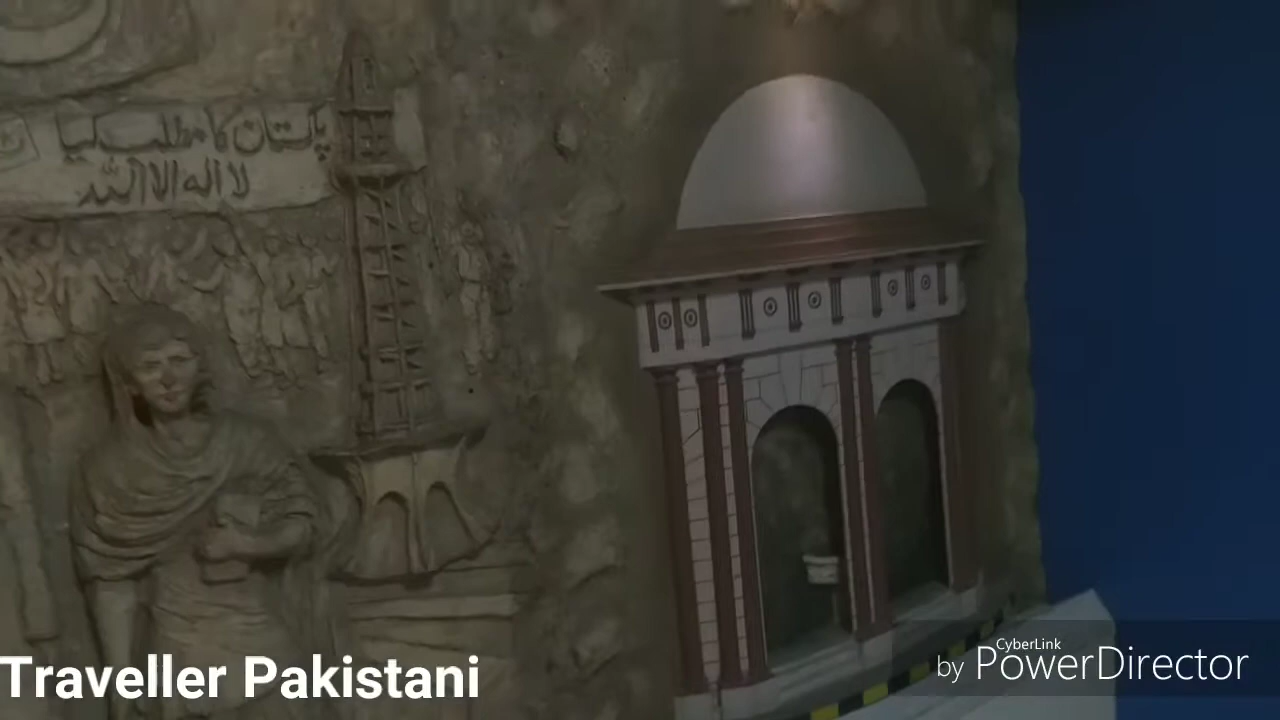 پاکستان کا مطلب کیا
لا الہ الا اللہ
Traveller Pakistani
CyberLink
by PowerDirector